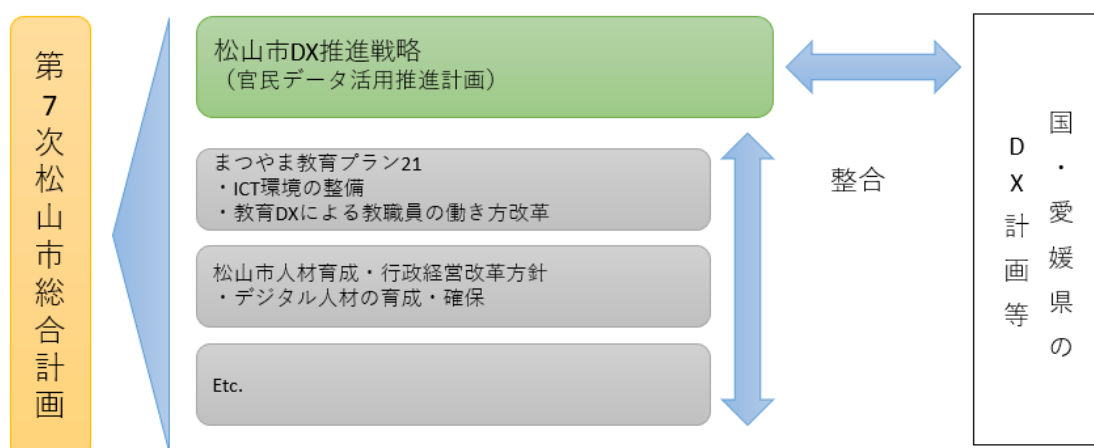 第7次松山市総合計画
松山市DX推進戦略
（官民データ活用推進計画）
まつやま教育プラン21
・ICT環境の整備
・教育DXによる教職員の働き方改革
松山市人材育成・行政経営改革方針
・デジタル人材の育成・確保
Etc.
整合
国・愛媛県の
DX計画等